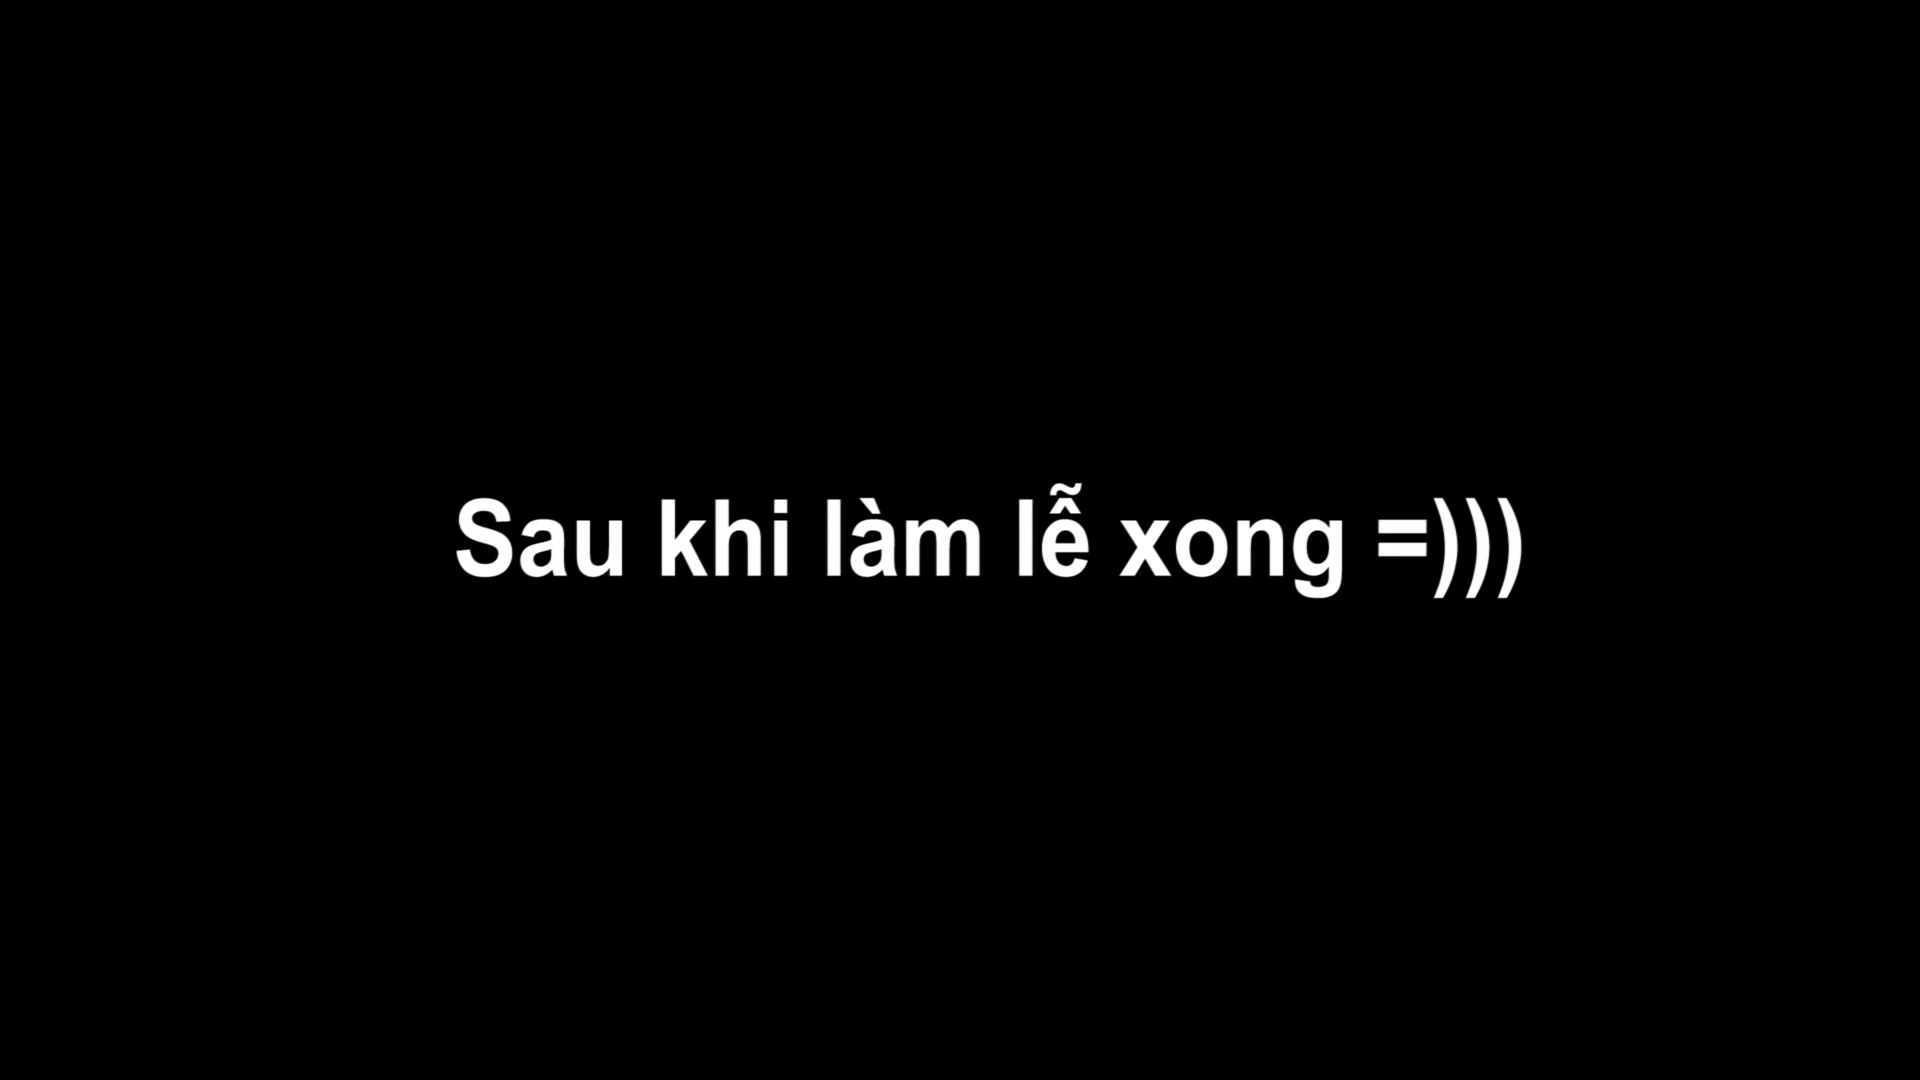 Sau khi làm lễ xong =)))